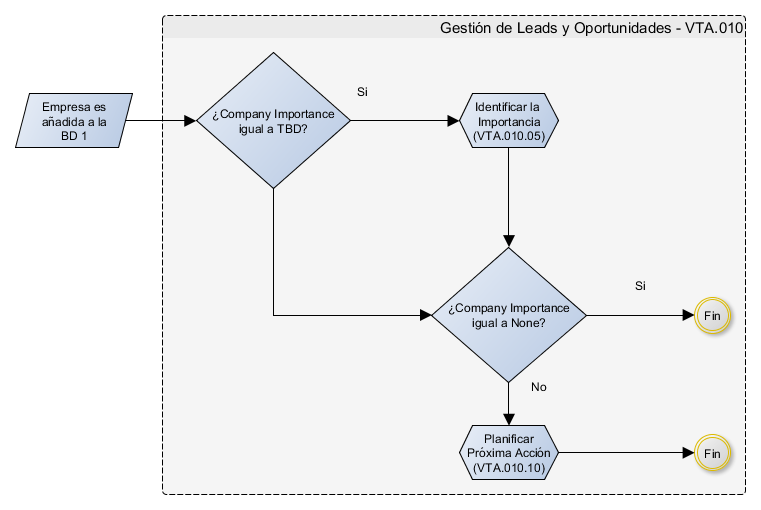 Gestión de Leads y Oportunidades - VTA.010
Empresa es
añadida a la
BD 1
¿Company Importance
igual a TBD?
Si
Identificar la
Importancia
(VTA.010.05)
¿Company Importance
igual a None?
Si
Fin
No
Planificar
Próxima Acción
(VTA.010.10)
Fin